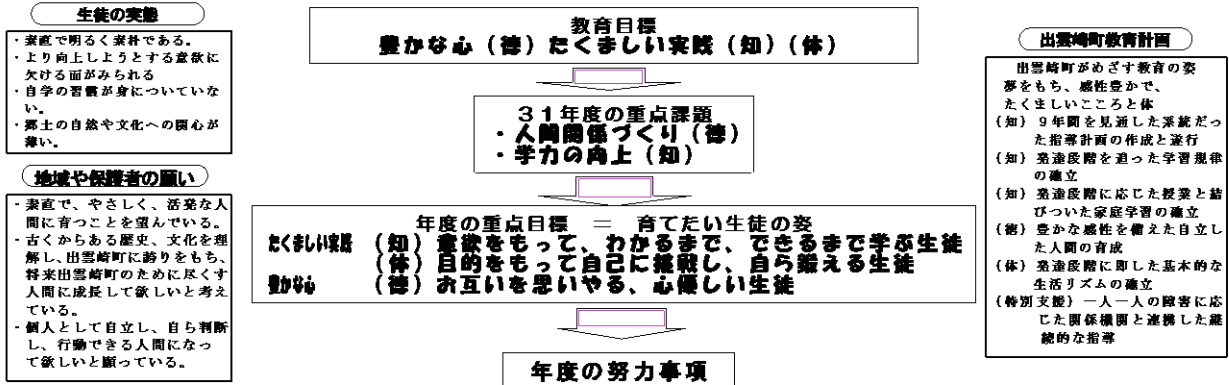 生徒の実態
・素直で明るく素朴である。
・より向上しようとする意欲に
欠ける面がみられる
・自学の習慣が身についていな
い。
・郷土の自然や文化への関心が
薄い。
地域や保護者の願い
・素直で、やさしく、活発な人
間に育つことを望んでいる。
・古くからある歴史、文化を理
解し、出雲崎町に誇りをもち、
将来出雲崎町のために尽くす
人間に成長して欲しいと考え
ている。
・個人として自立し、自ら判断
し、行動できる人間になっ
て欲しいと願っている。
教育目標
豊かな心(徳)たくましい実践(知)(体)
31年度の重点課題
・人間関係づくり(徳)
・学力の向上(知)
年度の重点目標 = 育てたい生徒の姿
たくましい実践 (知)意欲をもって、わかるまで、できるまで学ぶ生徒
(体)目的をもって自己に挑戦し、自ら鍛える生徒
豊かな心 (徳)お互いを思いやる、心優しい生徒
年度の努力事項
出雲崎町教育計画
出雲崎町がめざす教育の姿
夢をもち、感性豊かで、
たくましいこころと体
(知)9年間を見通した系統だっ
た指導計画の作成と遂行
(知)発達段階を追った学習規律
の確立
(知)発達段階に応じた授業と結
びついた家庭学習の確立
(徳)豊かな感性を備えた自立し
た人間の育成
(体)発達段階に即した基本的な
生活リズムの確立
(特別支援)一人一人の障害に応
じた関係機関と連携した継
続的な指導